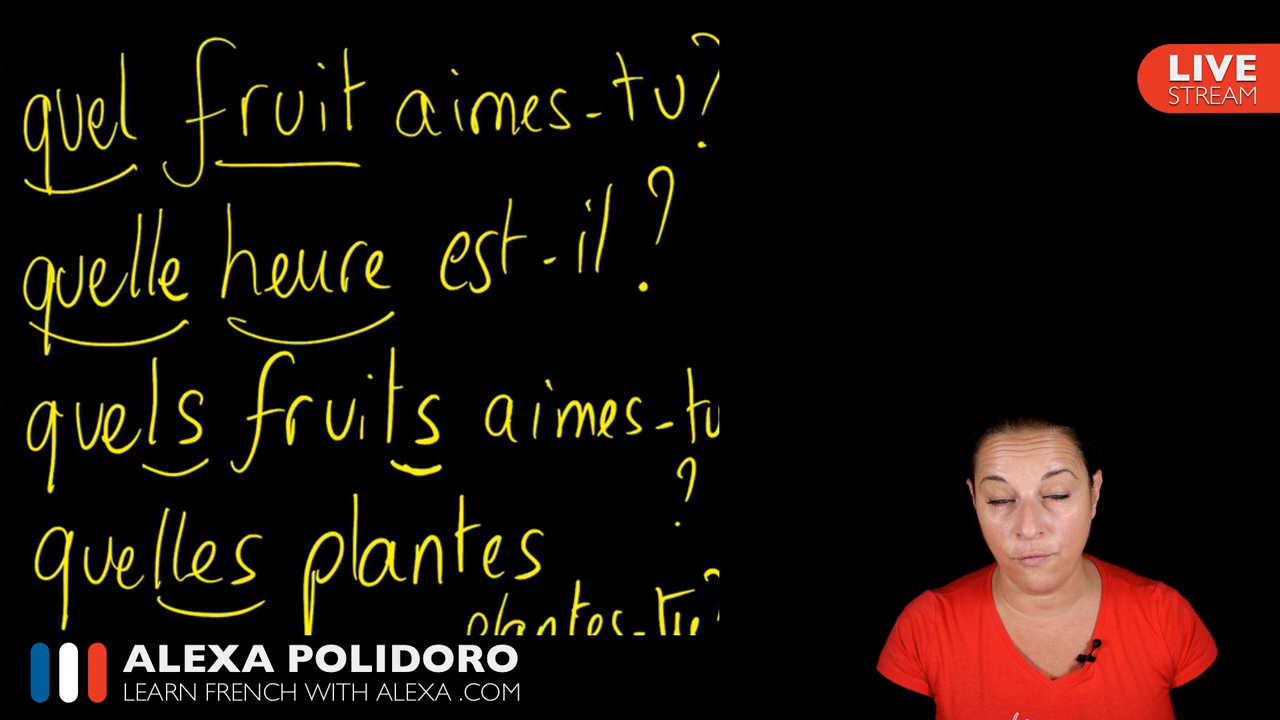 quel fruit aimes-tu?
LIVE
STREAM
quelle heure est-il?
quels fruits aimes-tu
?
quelles plantes
plantes-tu?
ALEXA POLIDORO
LEARN FRENCH WITH ALEXA .COM